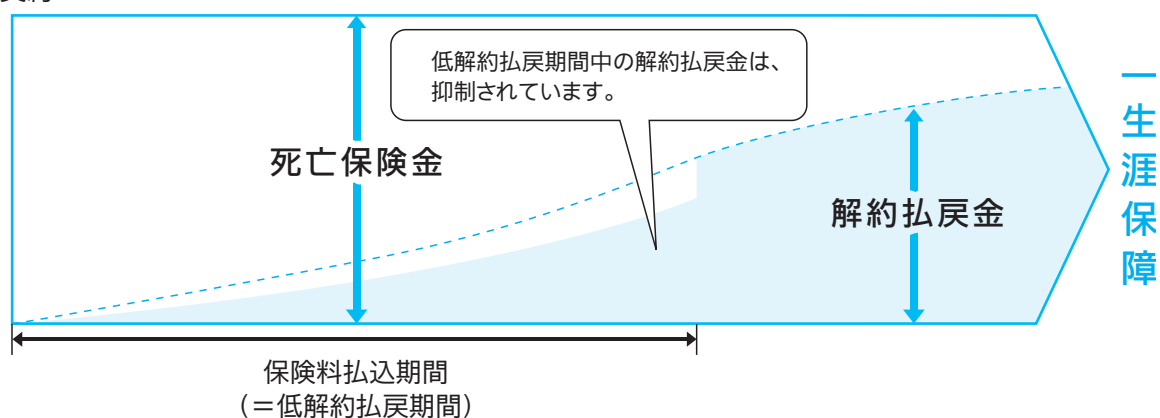 低解約払戻期間中の解約払戻金は、
抑制されています。
死亡保険金
解約払戻金
一生涯保障
保険料払込期間
(＝低解約払戻期間)